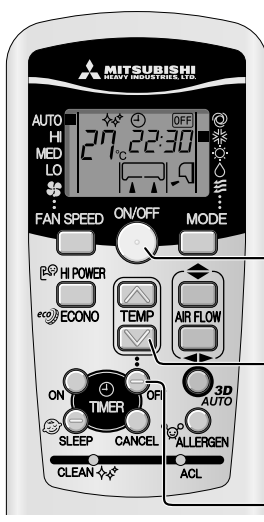 MITSUBISHI
HEAVY INDUSTRIES, LTD.
AUTO
HI
MED
LO
OFF
27°C 22:30
FAN SPEED
ON/OFF
MODE
HI POWER
eco ECONO
TEMP
AIR FLOW
ON
TIMER
OFF
3D
AUTO
SLEEP
CANCEL
ALLERGEN
CLEAN
ACL